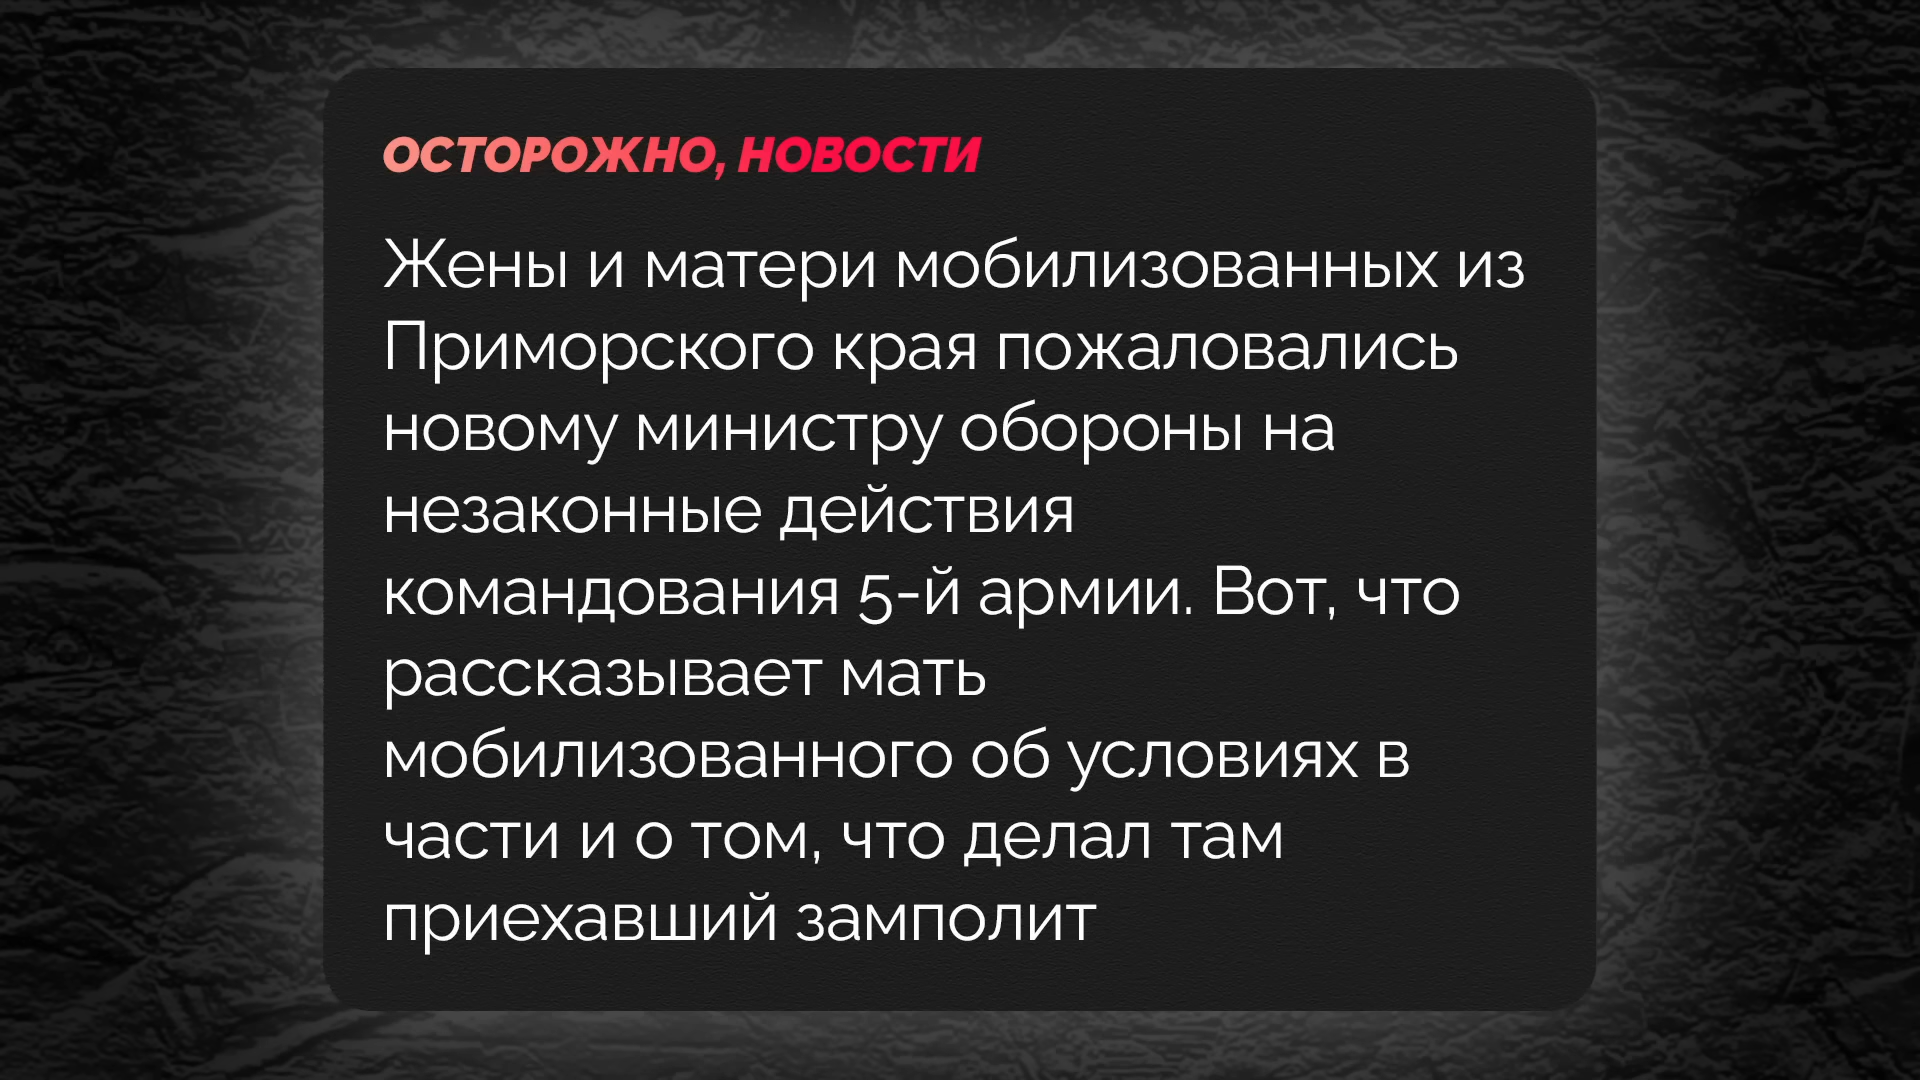 ОСТОРОЖНО, НОВОСТИ
Жены и матери мобилизованных из
Приморского края пожаловались
новому министру обороны на
незаконные действия
командования 5-й армии. Вот, что
рассказывает мать
мобилизованного об условиях в
части и о том, что делал там
приехавший замполит